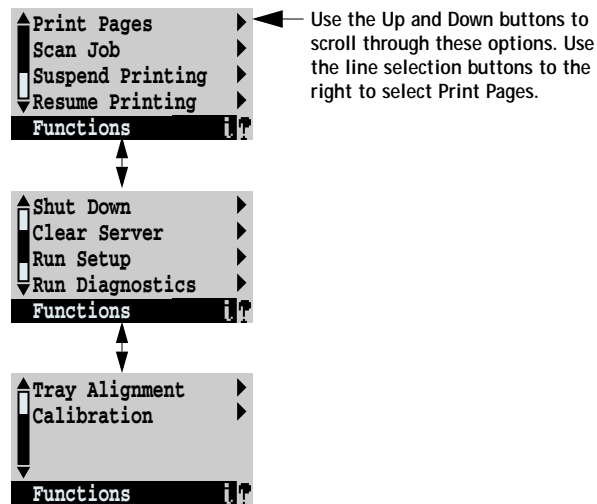 Print Pages
Scan Job
Suspend Printing
Resume Printing
Functions
Use the Up and Down buttons to
scroll through these options. Use
the line selection buttons to the
right to select Print Pages.
Shut Down
Clear Server
Run Setup
Run Diagnostics
Functions
Tray Alignment
Calibration
Functions